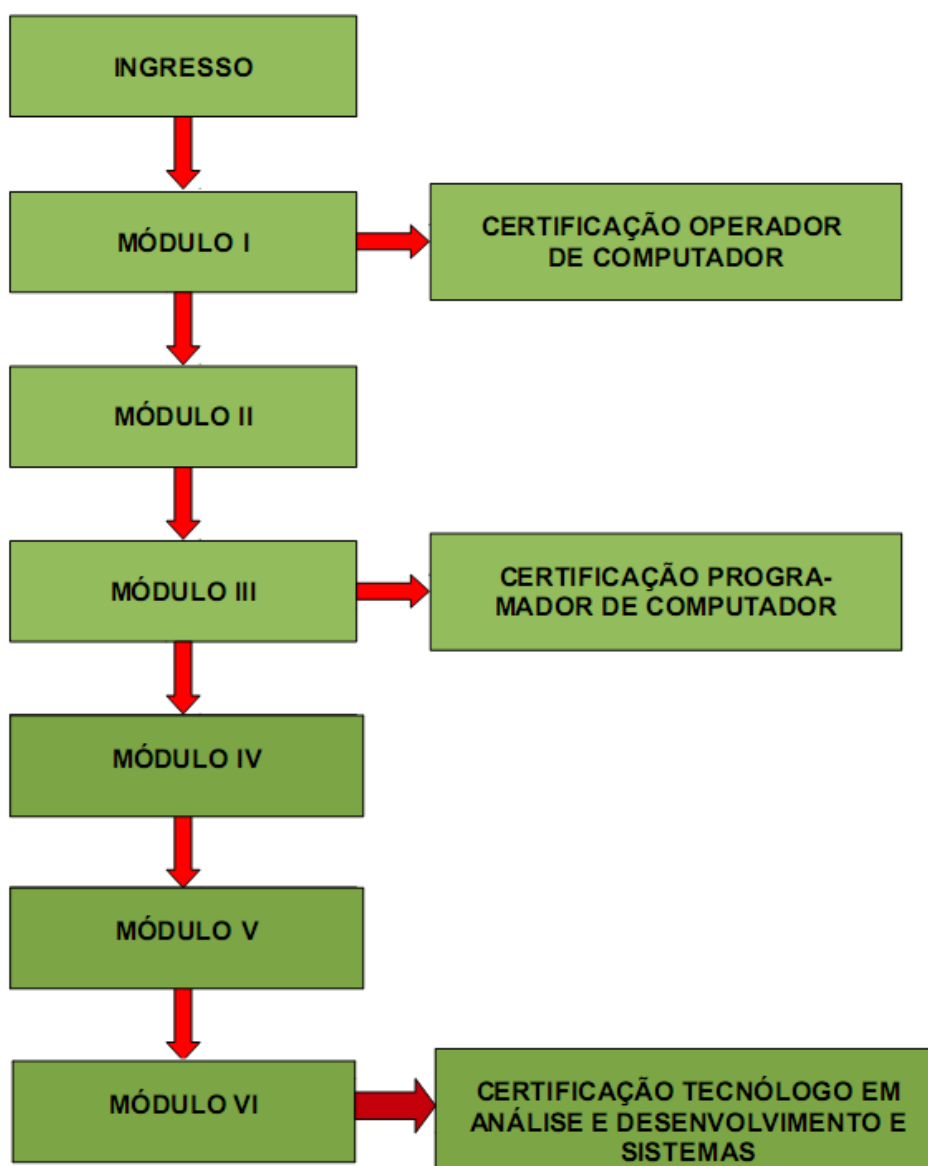 INGRESSO
MÓDULO I
CERTIFICAÇÃO OPERADOR
DE COMPUTADOR
MÓDULO II
MÓDULO III
CERTIFICAÇÃO PROGRA-
MADOR DE COMPUTADOR
MÓDULO IV
MÓDULO V
MÓDULO VI
CERTIFICAÇÃO TECNÓLOGO EM
ANÁLISE E DESENVOLVIMENTO E
SISTEMAS